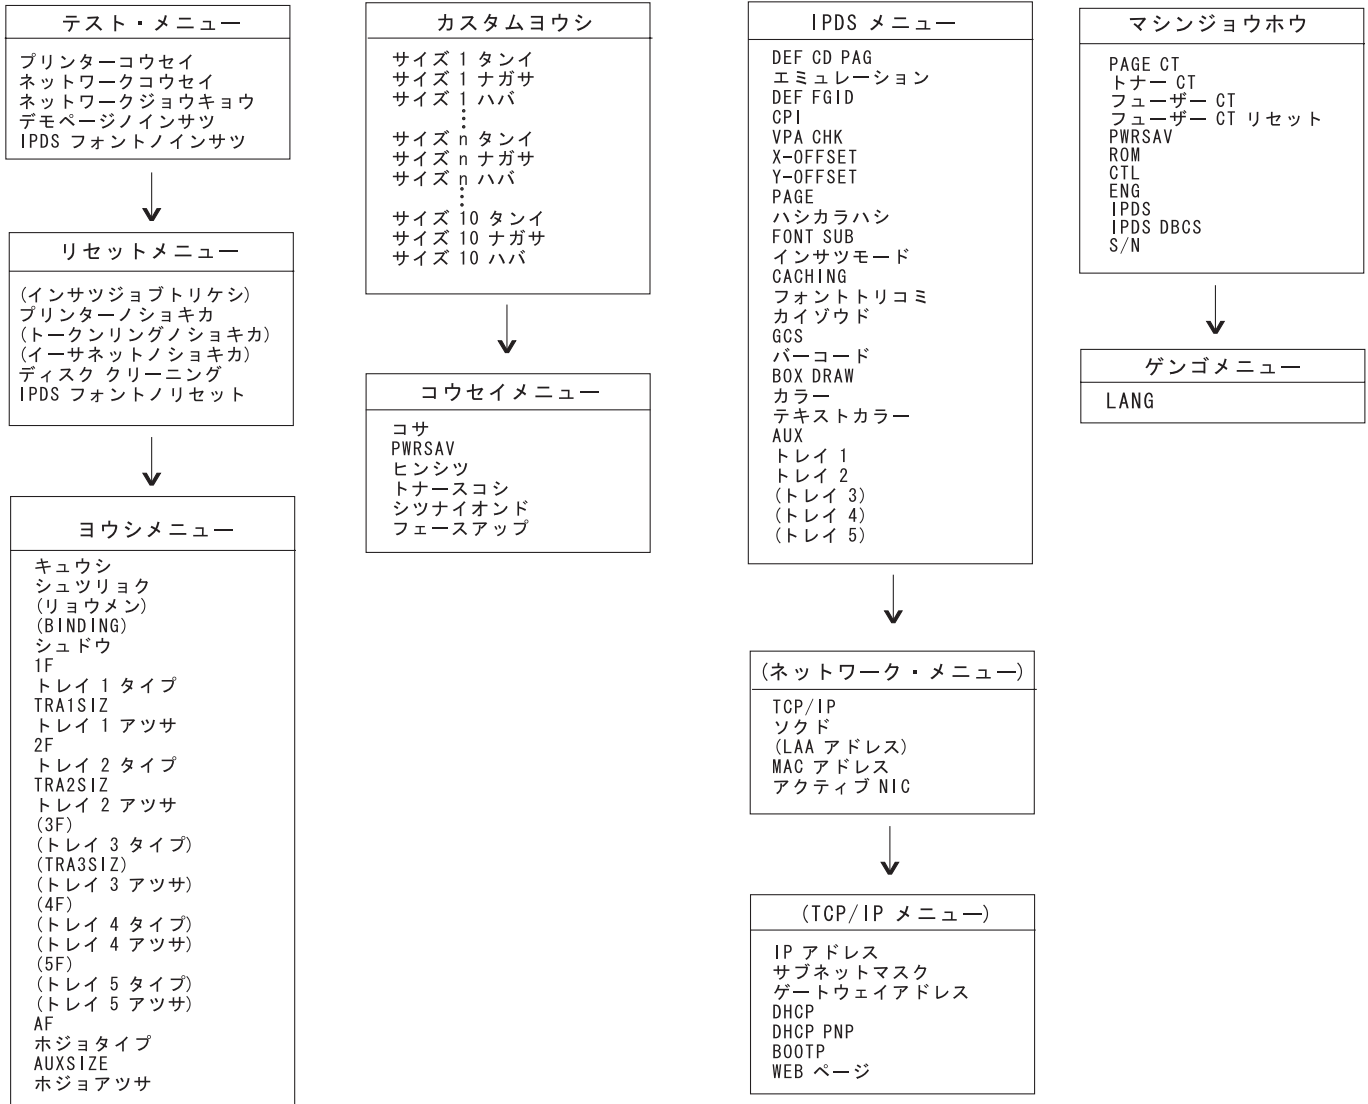 テスト・メニュー
プリンターコウセイ
ネットワークコウセイ
ネットワークジョウキョウ
デモページノインサツ
IPDS フォントノインサツ
リセットメニュー
(インサツジョブトリケシ)
プリンターノショキカ
(トークンリングノショキカ)
(イーサネットノショキカ)
ディスク クリーニング
IPDS フォントノリセット
ヨウシメニュー
キュウシ
シュツリョク
(リョウメン)
(BINDING)
シュドウ
1F
トレイ 1 タイプ
TRA1SIZ
トレイ 1 アツサ
2F
トレイ 2 タイプ
TRA2SIZ
トレイ 2 アツサ
(3F)
(トレイ 3 タイプ)
(TRA3SIZ)
(トレイ 3 アツサ)
(4F)
(トレイ 4 タイプ)
(トレイ 4 アツサ)
(5F)
(トレイ 5 タイプ)
(トレイ 5 アツサ)
AF
ホジョタイプ
AUXSIZE
ホジョアツサ
カスタムヨウシ
サイズ 1 タンイ
サイズ 1 ナガサ
サイズ 1 ハバ
⋮
サイズ n タンイ
サイズ n ナガサ
サイズ n ハバ
⋮
サイズ 10 タンイ
サイズ 10 ナガサ
サイズ 10 ハバ
コウセイメニュー
コサ
PWRSAV
ヒンシツ
トナースコシ
シツナイオンド
フェースアップ
IPDS メニュー
DEF CD PAG
エミュレーション
DEF FGID
CPI
VPA CHK
X-OFFSET
Y-OFFSET
PAGE
ハシカラハシ
FONT SUB
インサツモード
CACHING
フォントトリコミ
カイゾウド
GCS
バーコード
BOX DRAW
カラー
テキストカラー
AUX
トレイ 1
トレイ 2
(トレイ 3)
(トレイ 4)
(トレイ 5)
(ネットワーク・メニュー)
TCP/IP
ソクド
(LAA アドレス)
MAC アドレス
アクティブ NIC
(TCP/IP メニュー)
IP アドレス
サブネットマスク
ゲートウェイアドレス
DHCP
DHCP PNP
BOOTP
WEB ページ
マシンジョウホウ
PAGE CT
トナー CT
フューザー CT
フューザー CT リセット
PWRSAV
ROM
CTL
ENG
IPDS
IPDS DBCS
S/N
ゲンゴメニュー
LANG